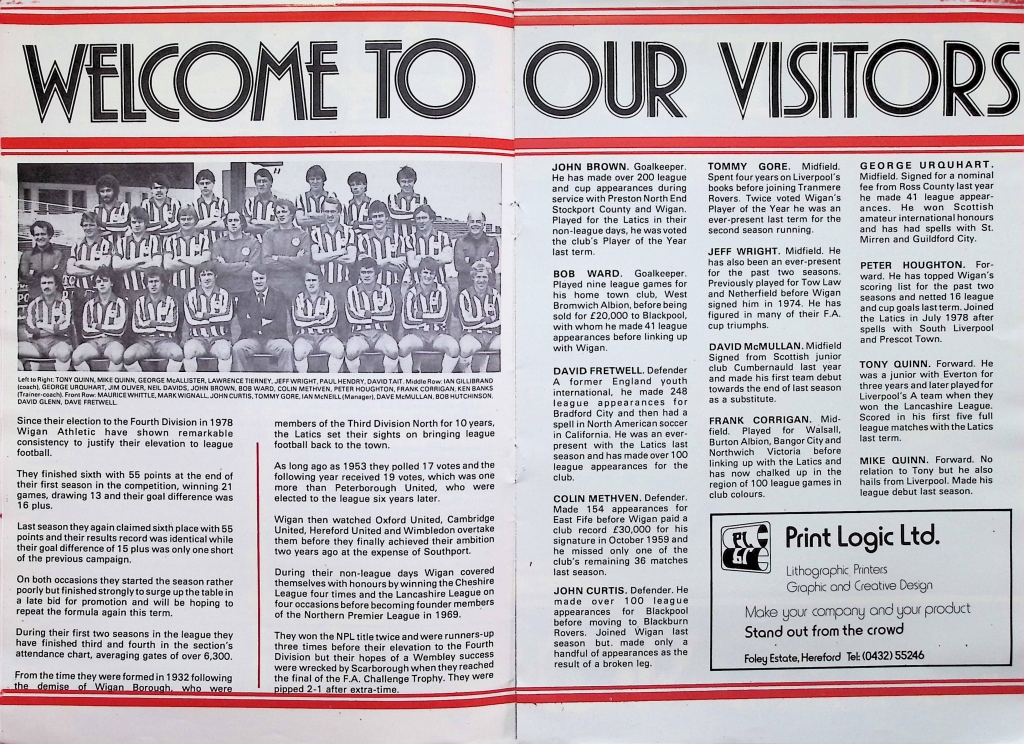 WELCOME TO OUR VISITORS
Left to Right: TONY QUINN, MIKE QUINN, GEORGE McALLISTER, LAWRENCE TIERNEY, JEFF WRIGHT, PAUL HENDRY, DAVID TAIT. Middle Row: IAN GILLIBRAND
(coach), GEORGE URQUHART, JIM OLIVER, NEIL DAVIDS, JOHN BROWN, BOB WARD, COLIN METHVEN, PETER HOUGHTON, FRANK CORRIGAN, KEN BANKS
(Trainer-coach). Front Row: MAURICE WHITTLE, MARK WIGNALL, JOHN CURTIS, TOMMY GORE, IAN McNEILL (Manager), DAVE McMULLAN, BOB HUTCHINSON,
DAVID GLENN, DAVE FRETWELL.
Since their election to the Fourth Division in 1978
Wigan Athletic have shown remarkable
consistency to justify their elevation to league
football.
They finished sixth with 55 points at the end of
their first season in the competition, winning 21
games, drawing 13 and their goal difference was
16 plus.
Last season they again claimed sixth place with 55
points and their results record was identical while
their goal difference of 15 plus was only one short
of the previous campaign.
On both occasions they started the season rather
poorly but finished strongly to surge up the table in
a late bid for promotion and will be hoping to
repeat the formula again this term.
During their first two seasons in the league they
have finished third and fourth in the section's
attendance chart, averaging gates of over 6,300.
From the time they were formed in 1932 following
the demise of Wigan Borough, who were
members of the Third Division North for 10 years,
the Latics set their sights on bringing league
football back to the town.
As long ago as 1953 they polled 17 votes and the
following year received 19 votes, which was one
more than Peterborough United, who were
elected to the league six years later.
Wigan then watched Oxford United, Cambridge
United, Hereford United and Wimbledon overtake
them before they finally achieved their ambition
two years ago at the expense of Southport.
During their non-league days Wigan covered
themselves with honours by winning the Cheshire
League four times and the Lancashire League on
four occasions before becoming founder members
of the Northern Premier League in 1969.
They won the NPL title twice and were runners-up
three times before their elevation to the Fourth
Division but their hopes of a Wembley success
were wrecked by Scarborough when they reached
the final of the F.A. Challenge Trophy. They were
pipped 2-1 after extra-time.
JOHN BROWN. Goalkeeper.
He has made over 200 league
and cup appearances during
service with Preston North End
Stockport County and Wigan.
Played for the Latics in their
non-league days, he was voted
the club's Player of the Year
last term.
BOB WARD. Goalkeeper.
Played nine league games for
his home town club, West
Bromwich Albion, before being
sold for £20,000 to Blackpool,
with whom he made 41 league
appearances before linking up
with Wigan.
DAVID FRETWELL. Defender
A former England youth
international, he made 248
league appearances for
Bradford City and then had a
spell in North American soccer
in California. He was an ever-
present with the Latics last
season and has made over 100
league appearances for the
club.
COLIN METHVEN. Defender.
Made 154 appearances for
East Fife before Wigan paid a
club record £30,000 for his
signature in October 1959 and
he missed only one of the
club's remaining 36 matches
last season.
JOHN CURTIS. Defender. He
made over 100 league
appearances for Blackpool
before moving to Blackburn
Rovers. Joined Wigan last
season but made only a
handful of appearances as the
result of a broken leg.
TOMMY GORE. Midfield.
Spent four years on Liverpool's
books before joining Tranmere
Rovers. Twice voted Wigan's
Player of the Year he was an
ever-present last term for the
second season running.
JEFF WRIGHT. Midfield. He
has also been an ever-present
for the past two seasons.
Previously played for Tow Law
and Netherfield before Wigan
signed him in 1974. He has
figured in many of their F.A.
cup triumphs.
DAVID McMULLAN. Midfield
Signed from Scottish junior
club Cumbernauld last year
and made his first team debut
towards the end of last season
as a substitute.
FRANK CORRIGAN. Mid-
field. Played for Walsall,
Burton Albion, Bangor City and
Northwich Victoria before
linking up with the Latics and
has now chalked up in the
region of 100 league games in
club colours.
GEORGE URQUHART.
Midfield. Signed for a nominal
fee from Ross County last year
he made 41 league appear-
ances. He won Scottish
amateur international honours
and has had spells with St.
Mirren and Guildford City.
PETER HOUGHTON. For-
ward. He has topped Wigan's
scoring list for the past two
seasons and netted 16 league
and cup goals last term. Joined
the Latics in July 1978 after
spells with South Liverpool
and Prescot Town.
TONY QUINN. Forward. He
was a junior with Everton for
three years and later played for
Liverpool's A team when they
won the Lancashire League.
Scored in his first five full
league matches with the Latics
last term.
MIKE QUINN. Forward. No
relation to Tony but he also
hails from Liverpool. Made his
league debut last season.
Print Logic Ltd.
Lithographic Printers
Graphic and Creative Design
Make your company and your product
Stand out from the crowd
Foley Estate, Hereford Tel: (0432) 55246